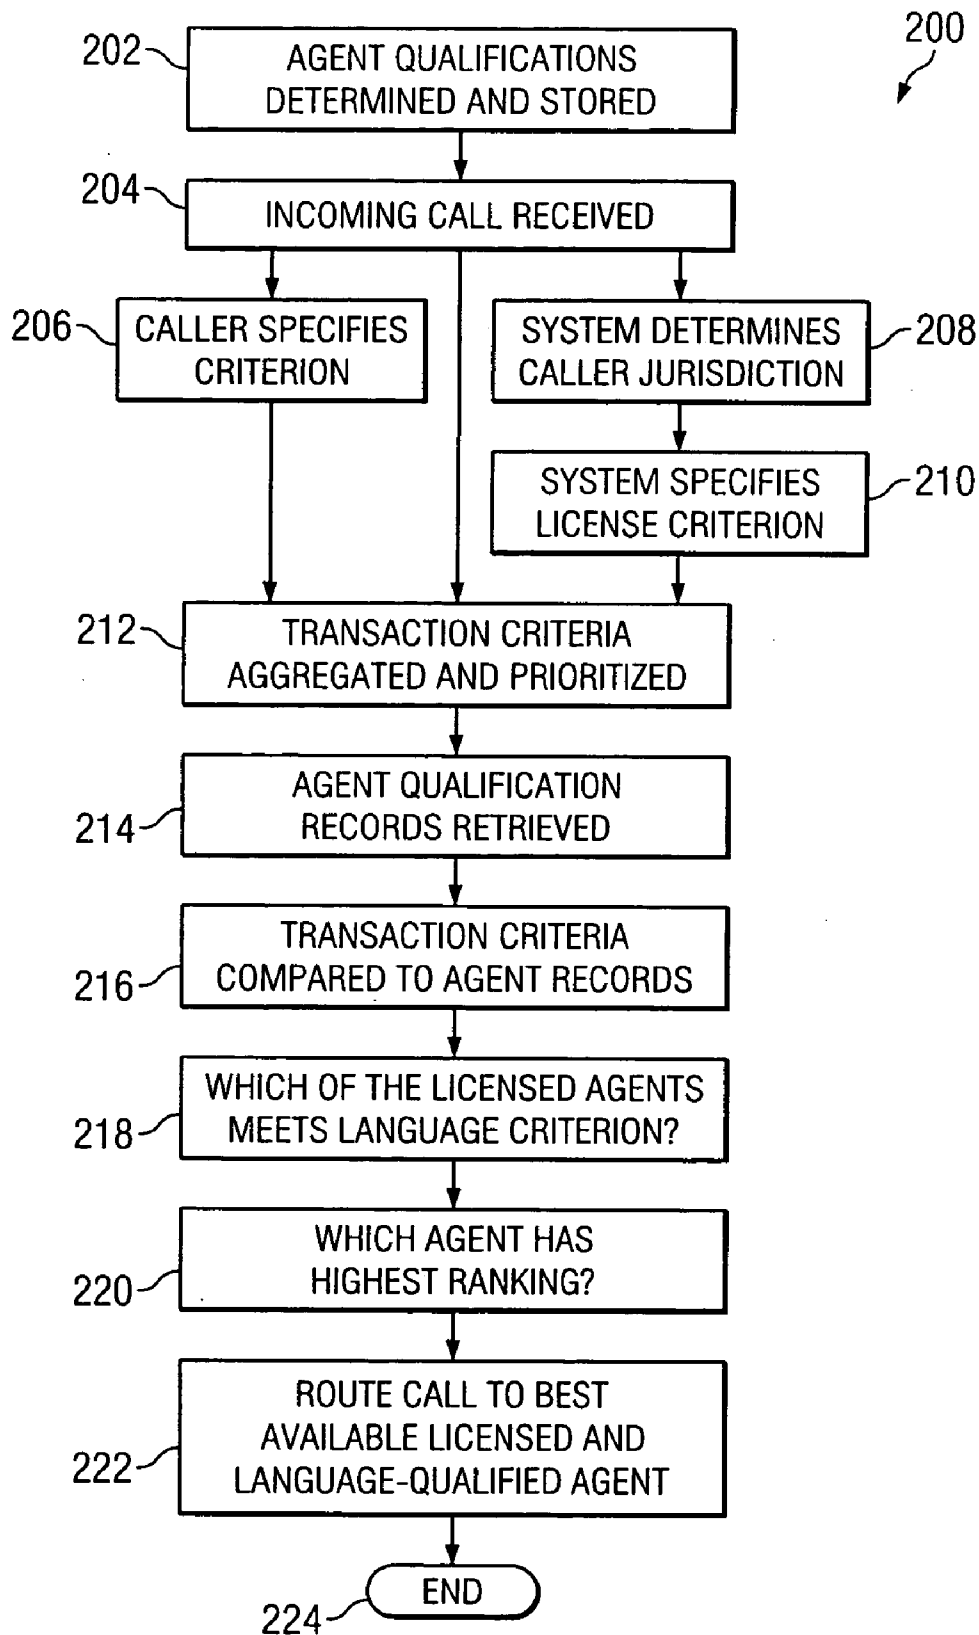 200
202
AGENT QUALIFICATIONS
DETERMINED AND STORED
204
INCOMING CALL RECEIVED
206
CALLER SPECIFIES
CRITERION
SYSTEM DETERMINES
CALLER JURISDICTION
208
SYSTEM SPECIFIES
LICENSE CRITERION
210
212
TRANSACTION CRITERIA
AGGREGATED AND PRIORITIZED
214
AGENT QUALIFICATION
RECORDS RETRIEVED
216
TRANSACTION CRITERIA
COMPARED TO AGENT RECORDS
218
WHICH OF THE LICENSED AGENTS
MEETS LANGUAGE CRITERION?
220
WHICH AGENT HAS
HIGHEST RANKING?
222
ROUTE CALL TO BEST
AVAILABLE LICENSED AND
LANGUAGE-QUALIFIED AGENT
END
224